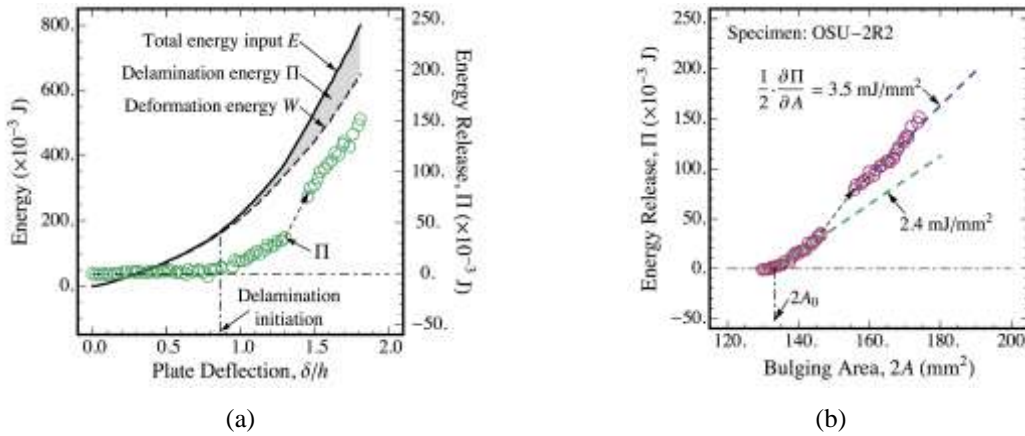 800.
600.
400.
200.
0.
Energy (×10⁻³ J)
250.
200.
150.
100.
50.
0.
−50.
Energy Release, Π (×10⁻³ J)
Total energy input E
Delamination energy Π
Deformation energy W
Π
Delamination
initiation
0.0 0.5 1.0 1.5 2.0
Plate Deflection, δ/h
(a)
250.
200.
150.
100.
50.
0.
−50.
Energy Release, Π (×10⁻³ J)
Specimen: OSU−2R2
1/2 · ∂Π/∂A = 3.5 mJ/mm²
2.4 mJ/mm²
2A₀
120. 140. 160. 180. 200.
Bulging Area, 2A (mm²)
(b)